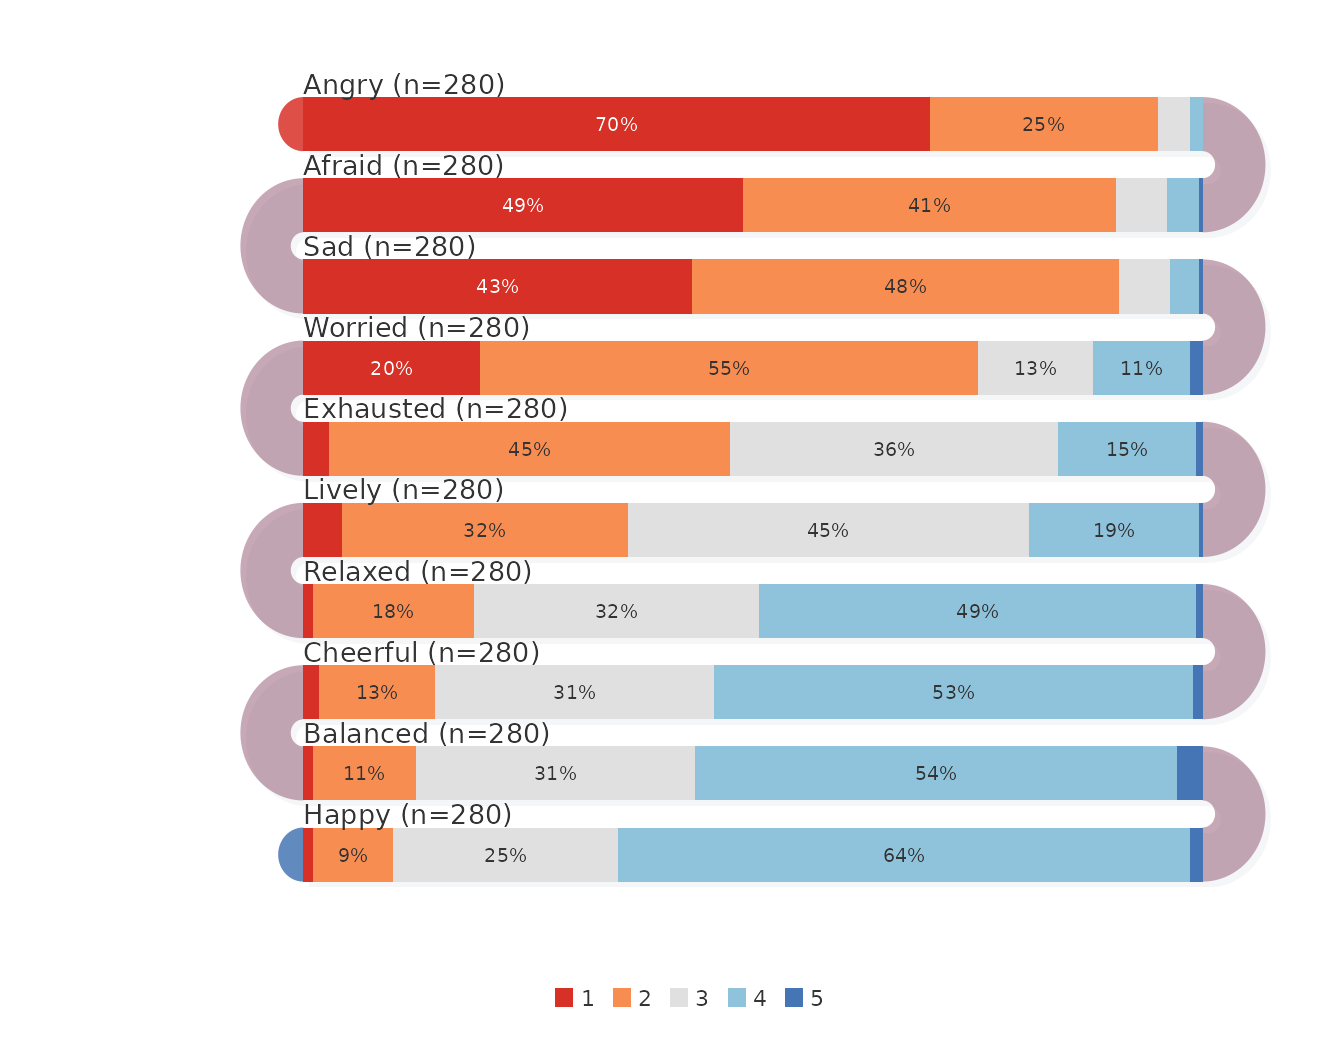 Angry (n=280)
70% 25%
Afraid (n=280)
49% 41%
Sad (n=280)
43% 48%
Worried (n=280)
20% 55% 13% 11%
Exhausted (n=280)
45% 36% 15%
Lively (n=280)
32% 45% 19%
Relaxed (n=280)
18% 32% 49%
Cheerful (n=280)
13% 31% 53%
Balanced (n=280)
11% 31% 54%
Happy (n=280)
9% 25% 64%
1 2 3 4 5